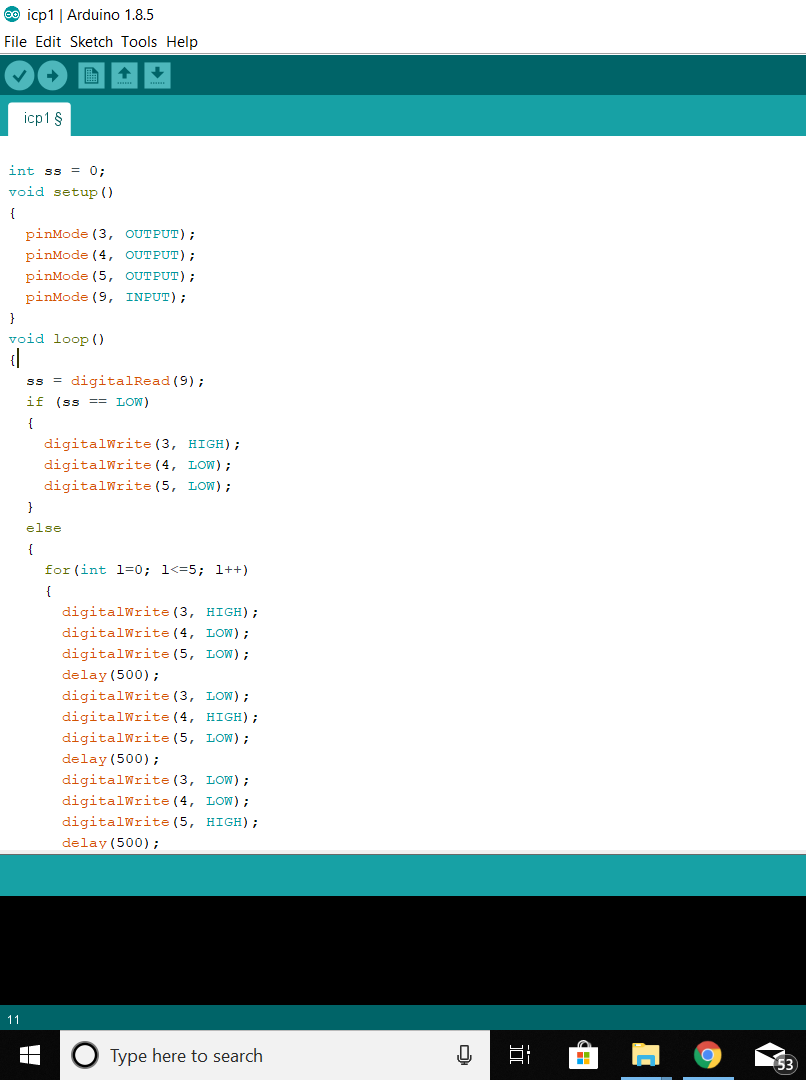 icp1 | Arduino 1.8.5
File Edit Sketch Tools Help
icp1 §
int ss = 0;
void setup()
{
  pinMode(3, OUTPUT);
  pinMode(4, OUTPUT);
  pinMode(5, OUTPUT);
  pinMode(9, INPUT);
}
void loop()
{
  ss = digitalRead(9);
  if (ss == LOW)
  {
    digitalWrite(3, HIGH);
    digitalWrite(4, LOW);
    digitalWrite(5, LOW);
  }
  else
  {
    for(int l=0; l<=5; l++)
    {
      digitalWrite(3, HIGH);
      digitalWrite(4, LOW);
      digitalWrite(5, LOW);
      delay(500);
      digitalWrite(3, LOW);
      digitalWrite(4, HIGH);
      digitalWrite(5, LOW);
      delay(500);
      digitalWrite(3, LOW);
      digitalWrite(4, LOW);
      digitalWrite(5, HIGH);
      delay(500);
11
Type here to search
53